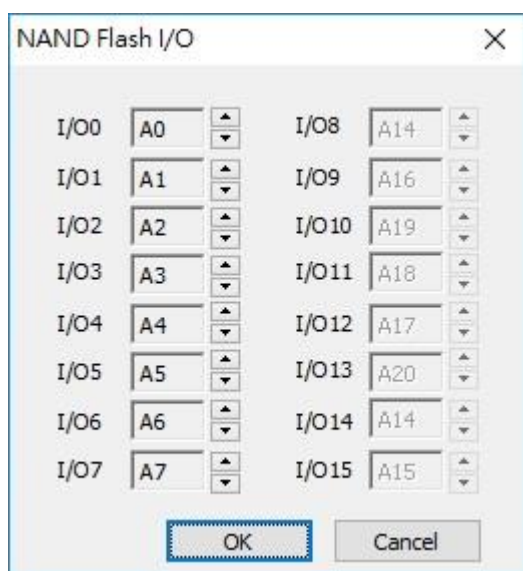 NAND Flash I/O
I/O0 A0 I/O8 A14
I/O1 A1 I/O9 A16
I/O2 A2 I/O10 A19
I/O3 A3 I/O11 A18
I/O4 A4 I/O12 A17
I/O5 A5 I/O13 A20
I/O6 A6 I/O14 A14
I/O7 A7 I/O15 A15
OK Cancel